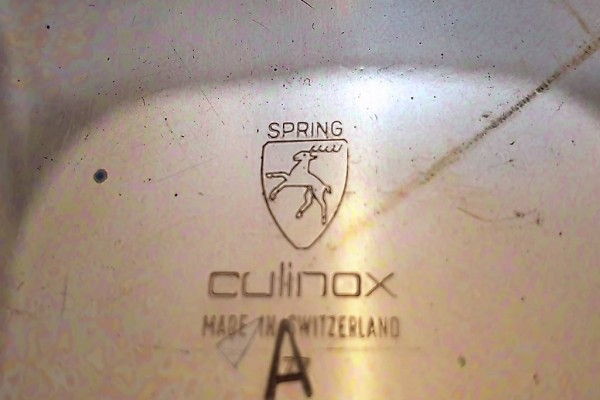 SPRING
culinox
MADE IN SWITZERLAND
A